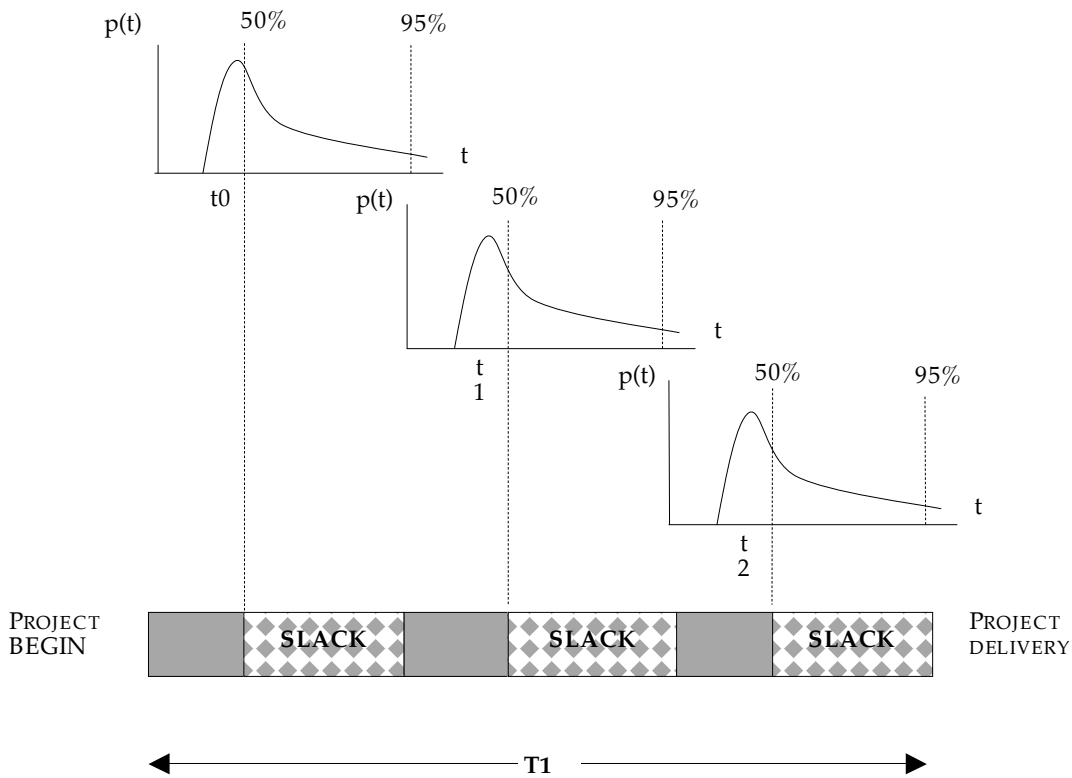 50%
95%
p(t)
t
t0
50%
95%
p(t)
t
t
1
50%
95%
p(t)
t
t
2
PROJECT
BEGIN
SLACK
SLACK
SLACK
PROJECT
DELIVERY
T1